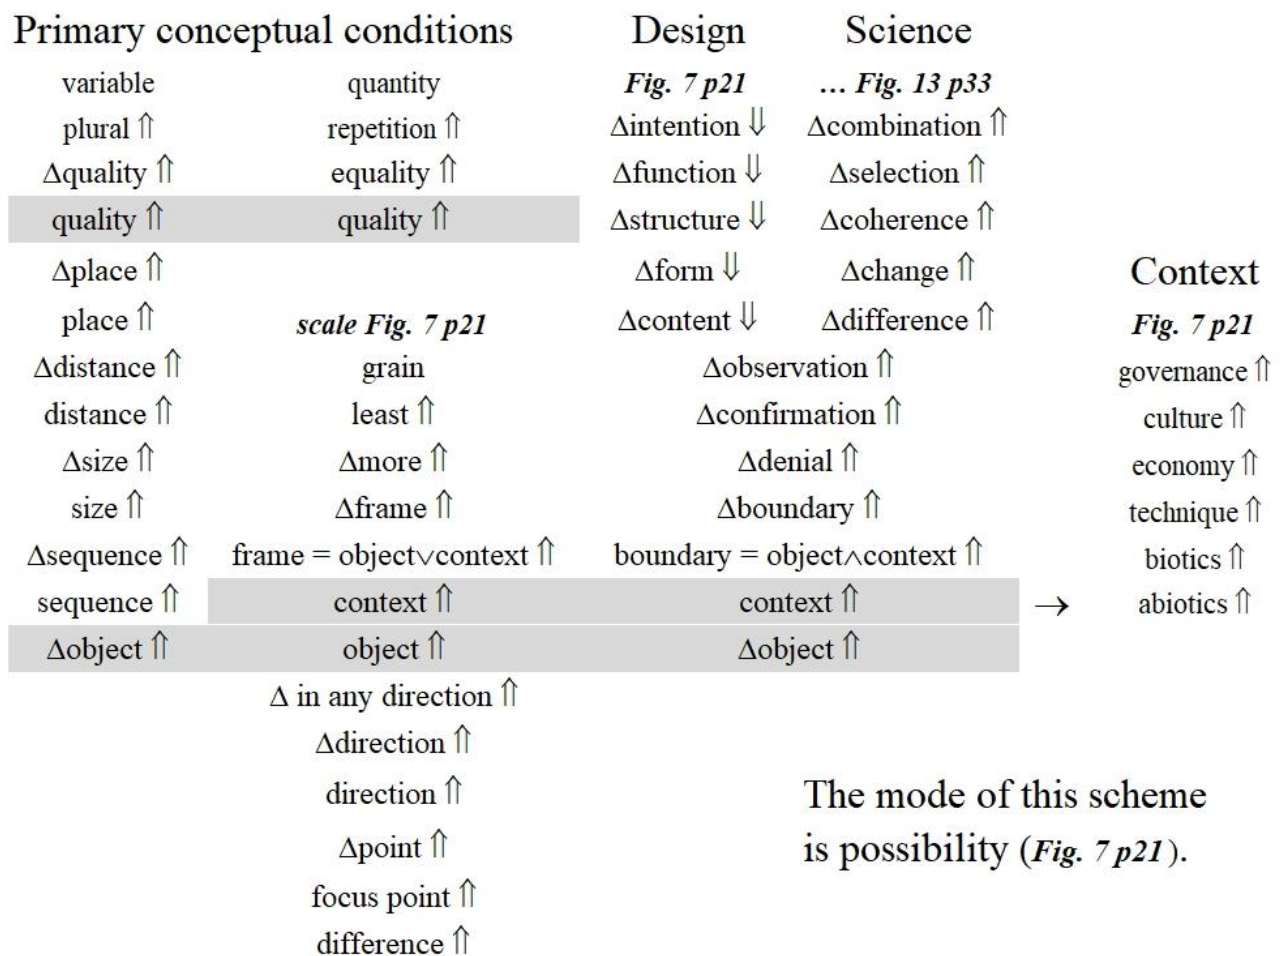 Primary conceptual conditions Design Science
variable quantity Fig. 7 p21 ... Fig. 13 p33
plural ⇑ repetition ⇑ Δintention ⇓ Δcombination ⇑
Δquality ⇑ equality ⇑ Δfunction ⇓ Δselection ⇑
quality ⇑ quality ⇑ Δstructure ⇓ Δcoherence ⇑
Δplace ⇑ Δform ⇓ Δchange ⇑ Context
place ⇑ scale Fig. 7 p21 Δcontent ⇓ Δdifference ⇑ Fig. 7 p21
Δdistance ⇑ grain Δobservation ⇑ governance ⇑
distance ⇑ least ⇑ Δconfirmation ⇑ culture ⇑
Δsize ⇑ Δmore ⇑ Δdenial ⇑ economy ⇑
size ⇑ Δframe ⇑ Δboundary ⇑ technique ⇑
Δsequence ⇑ frame = object∨context ⇑ boundary = object∧context ⇑ biotics ⇑
sequence ⇑ context ⇑ context ⇑ → abiotics ⇑
Δobject ⇑ object ⇑ Δobject ⇑
Δ in any direction ⇑
Δdirection ⇑
direction ⇑ The mode of this scheme
Δpoint ⇑ is possibility (Fig. 7 p21).
focus point ⇑
difference ⇑